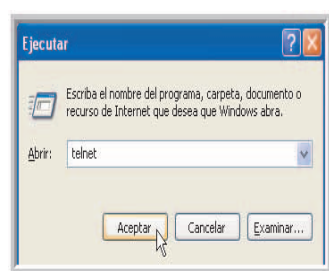 Ejecutar
Escriba el nombre del programa, carpeta, documento o
recurso de Internet que desea que Windows abra.
Abrir: telnet
Aceptar Cancelar Examinar...